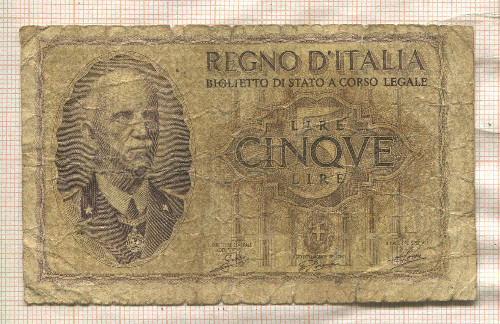 REGNO D'ITALIA
BIGLIETTO DI STATO A CORSO LEGALE
LIRE
CINQVE
LIRE